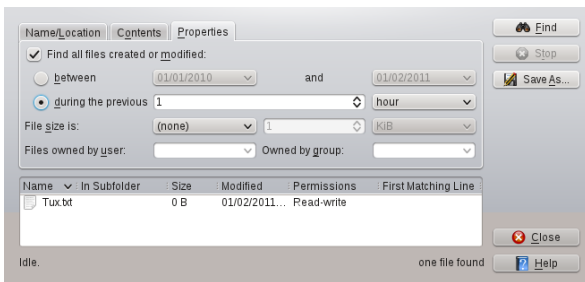 Name/Location Contents Properties
Find all files created or modified:
between 01/01/2010 and 01/02/2011
during the previous 1 hour
File size is: (none) 1 KiB
Files owned by user: Owned by group:
Find
Stop
Save As...
Name In Subfolder Size Modified Permissions First Matching Line
Tux.txt 0 B 01/02/2011... Read-write
Close
Idle. one file found
Help